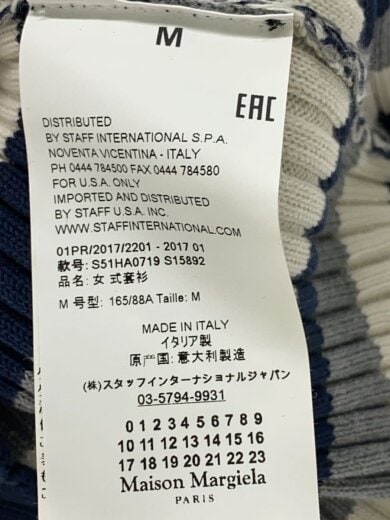 M
EAC
DISTRIBUTED
BY STAFF INTERNATIONAL S.P.A.
NOVENTA VICENTINA - ITALY
PH 0444 784500 FAX 0444 784580
FOR U.S.A. ONLY
IMPORTED AND DISTRIBUTED
BY STAFF U.S.A. INC.
WWW.STAFFINTERNATIONAL.COM
01PR/2017/2201 - 2017 01
款号: S51HA0719 S15892
品名: 女 式套衫
M 号型: 165/88A Taille: M
MADE IN ITALY
イタリア製
原产国: 意大利製造
(株)スタッフインターナショナルジャパン
03-5794-9931
0 1 2 3 4 5 6 7 8 9
10 11 12 13 14 15 16
17 18 19 20 21 22 23
Maison Margiela
PARIS